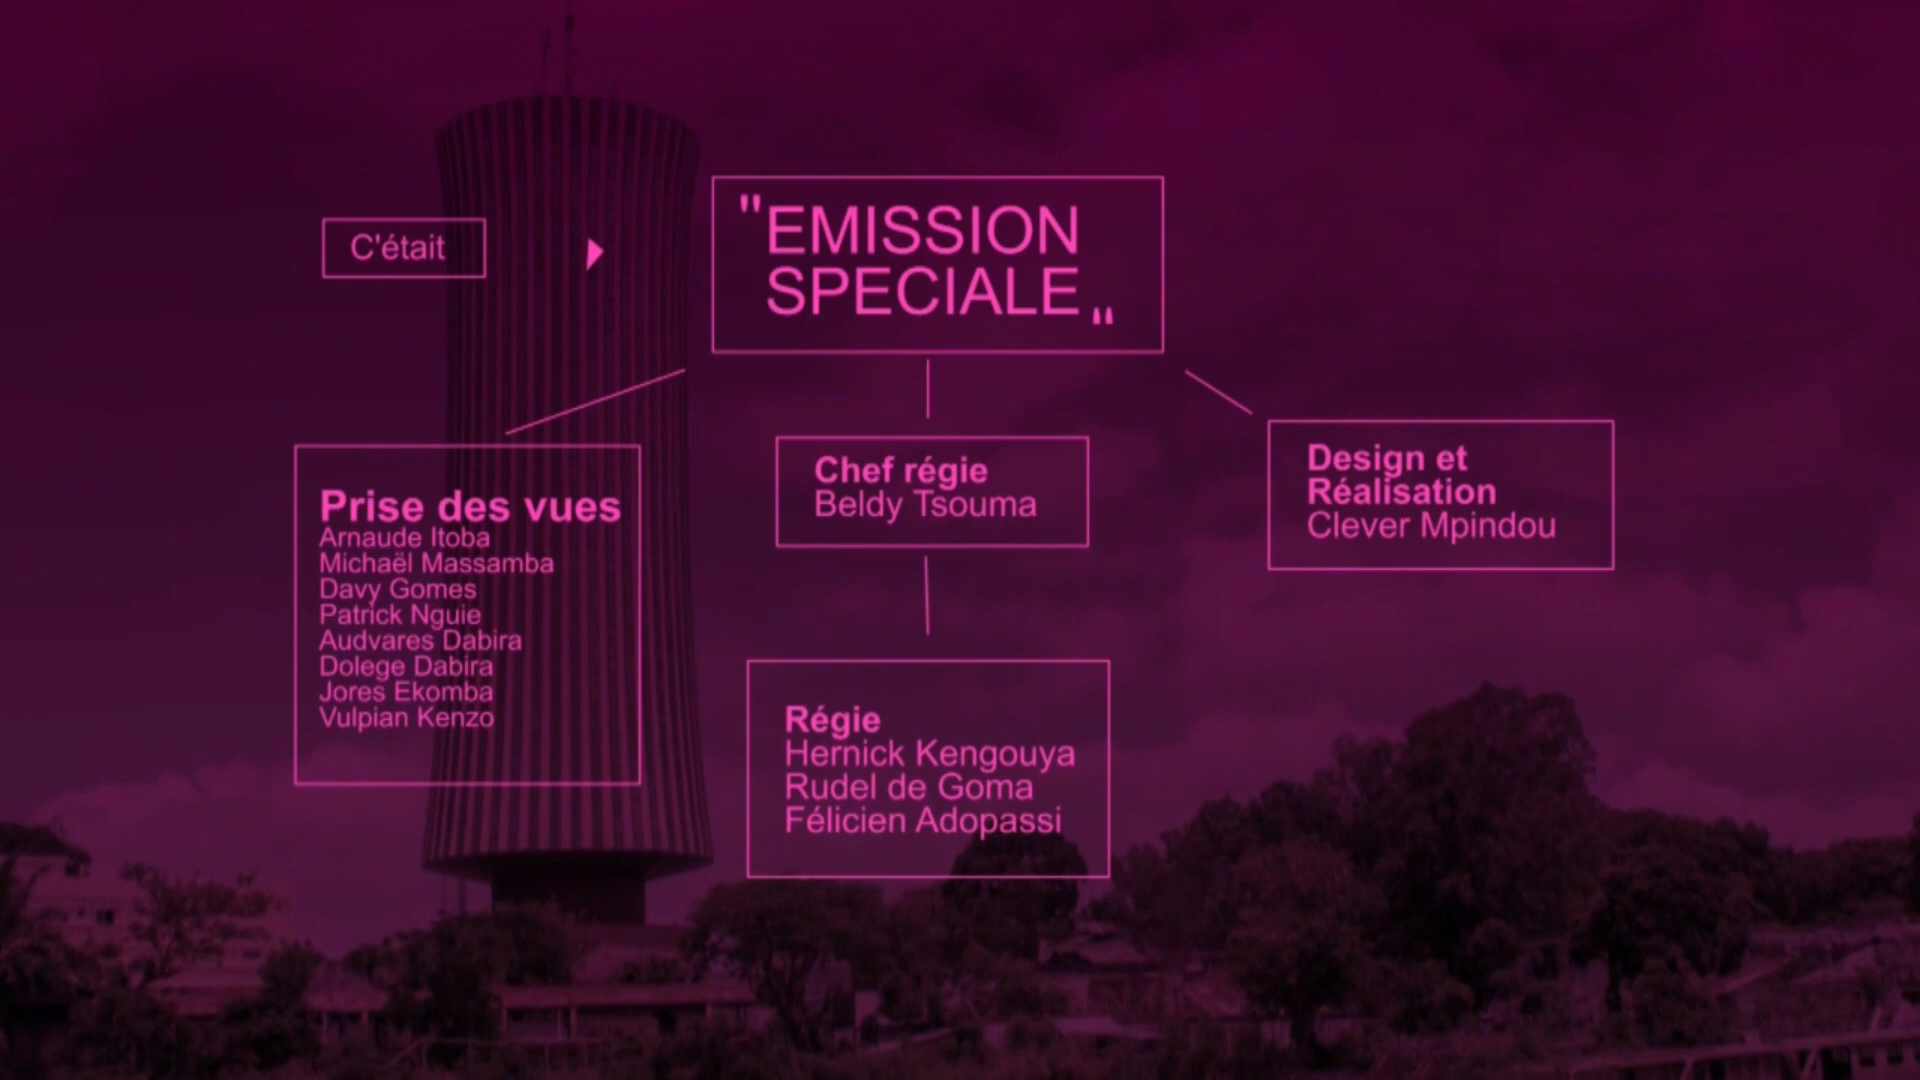 C'était
"EMISSION
SPECIALE"
Prise des vues
Arnaude Itoba
Michaël Massamba
Davy Gomes
Patrick Nguie
Audvares Dabira
Dolege Dabira
Jores Ekomba
Vulpian Kenzo
Chef régie
Beldy Tsouma
Régie
Hernick Kengouya
Rudel de Goma
Félicien Adopassi
Design et
Réalisation
Clever Mpindou